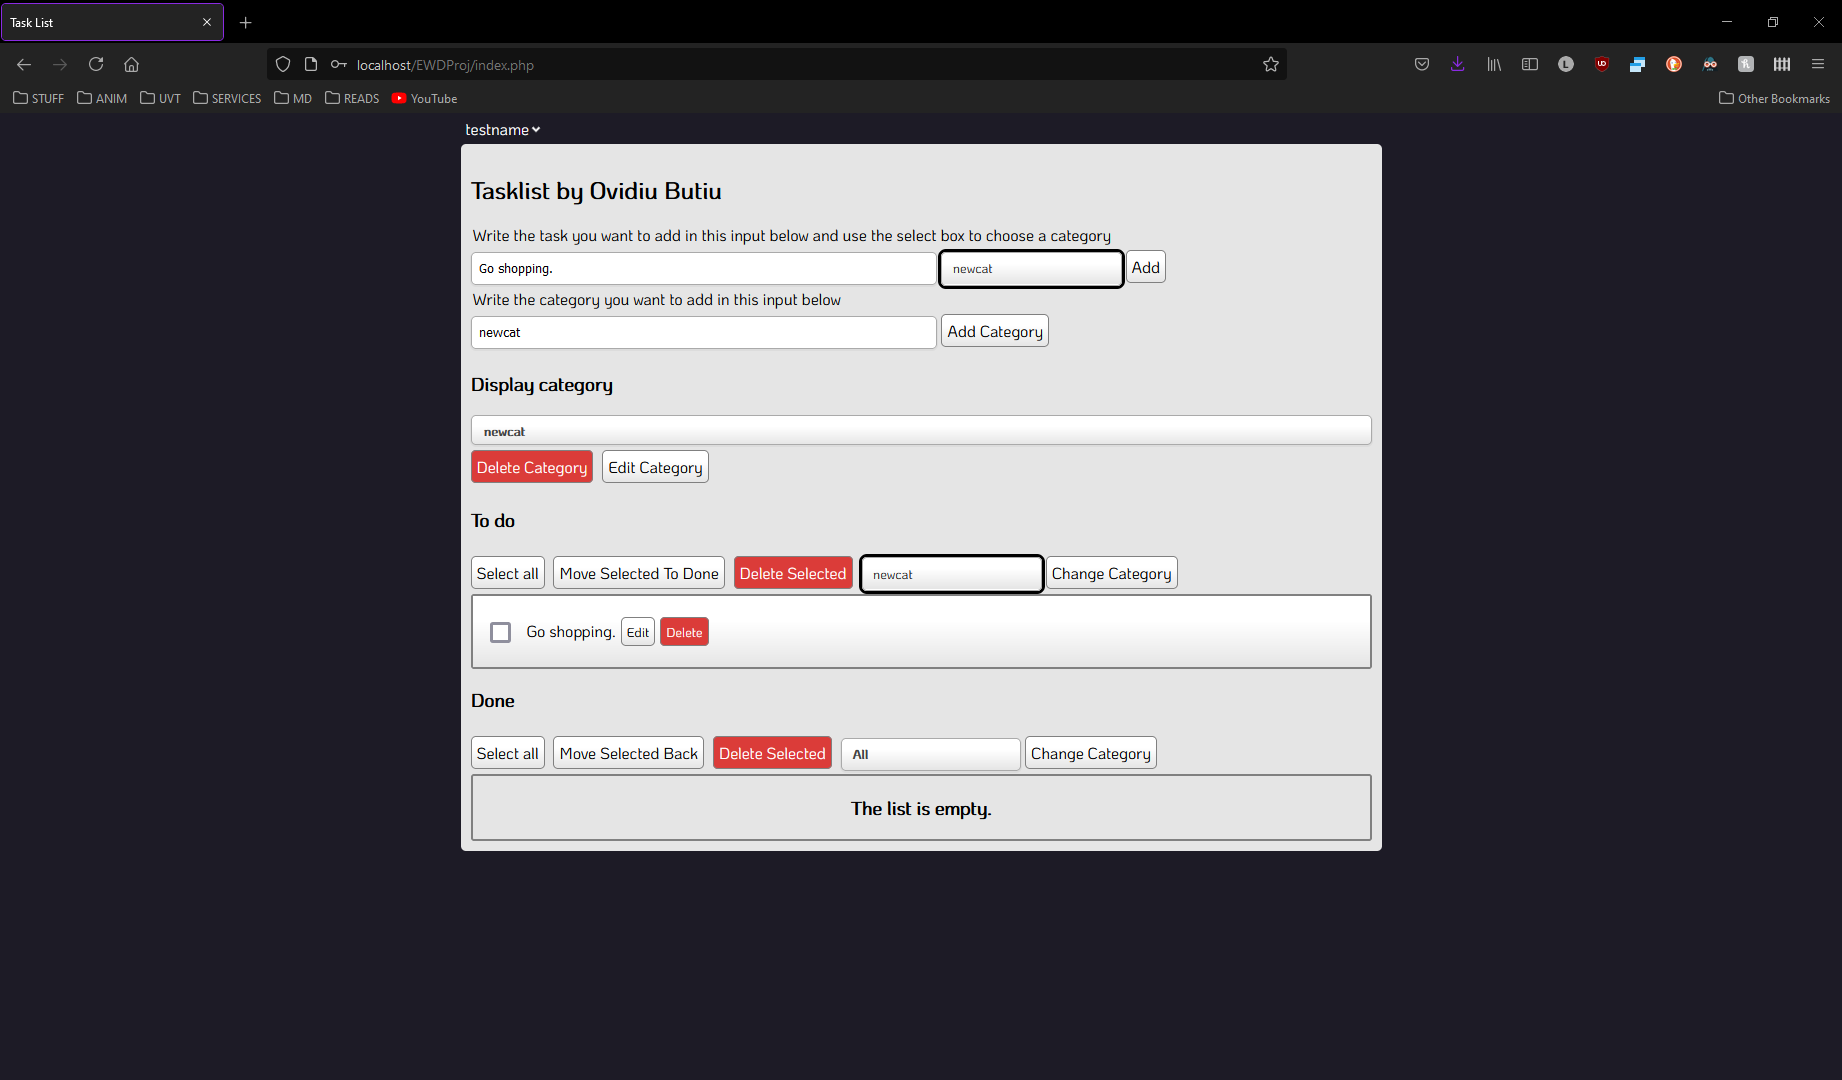 Task List
localhost/EWDProj/index.php
STUFF ANIM UVT SERVICES MD READS YouTube Other Bookmarks
testname
Tasklist by Ovidiu Butiu
Write the task you want to add in this input below and use the select box to choose a category
Go shopping. newcat Add
Write the category you want to add in this input below
newcat Add Category
Display category
newcat
Delete Category Edit Category
To do
Select all Move Selected To Done Delete Selected newcat Change Category
Go shopping. Edit Delete
Done
Select all Move Selected Back Delete Selected All Change Category
The list is empty.